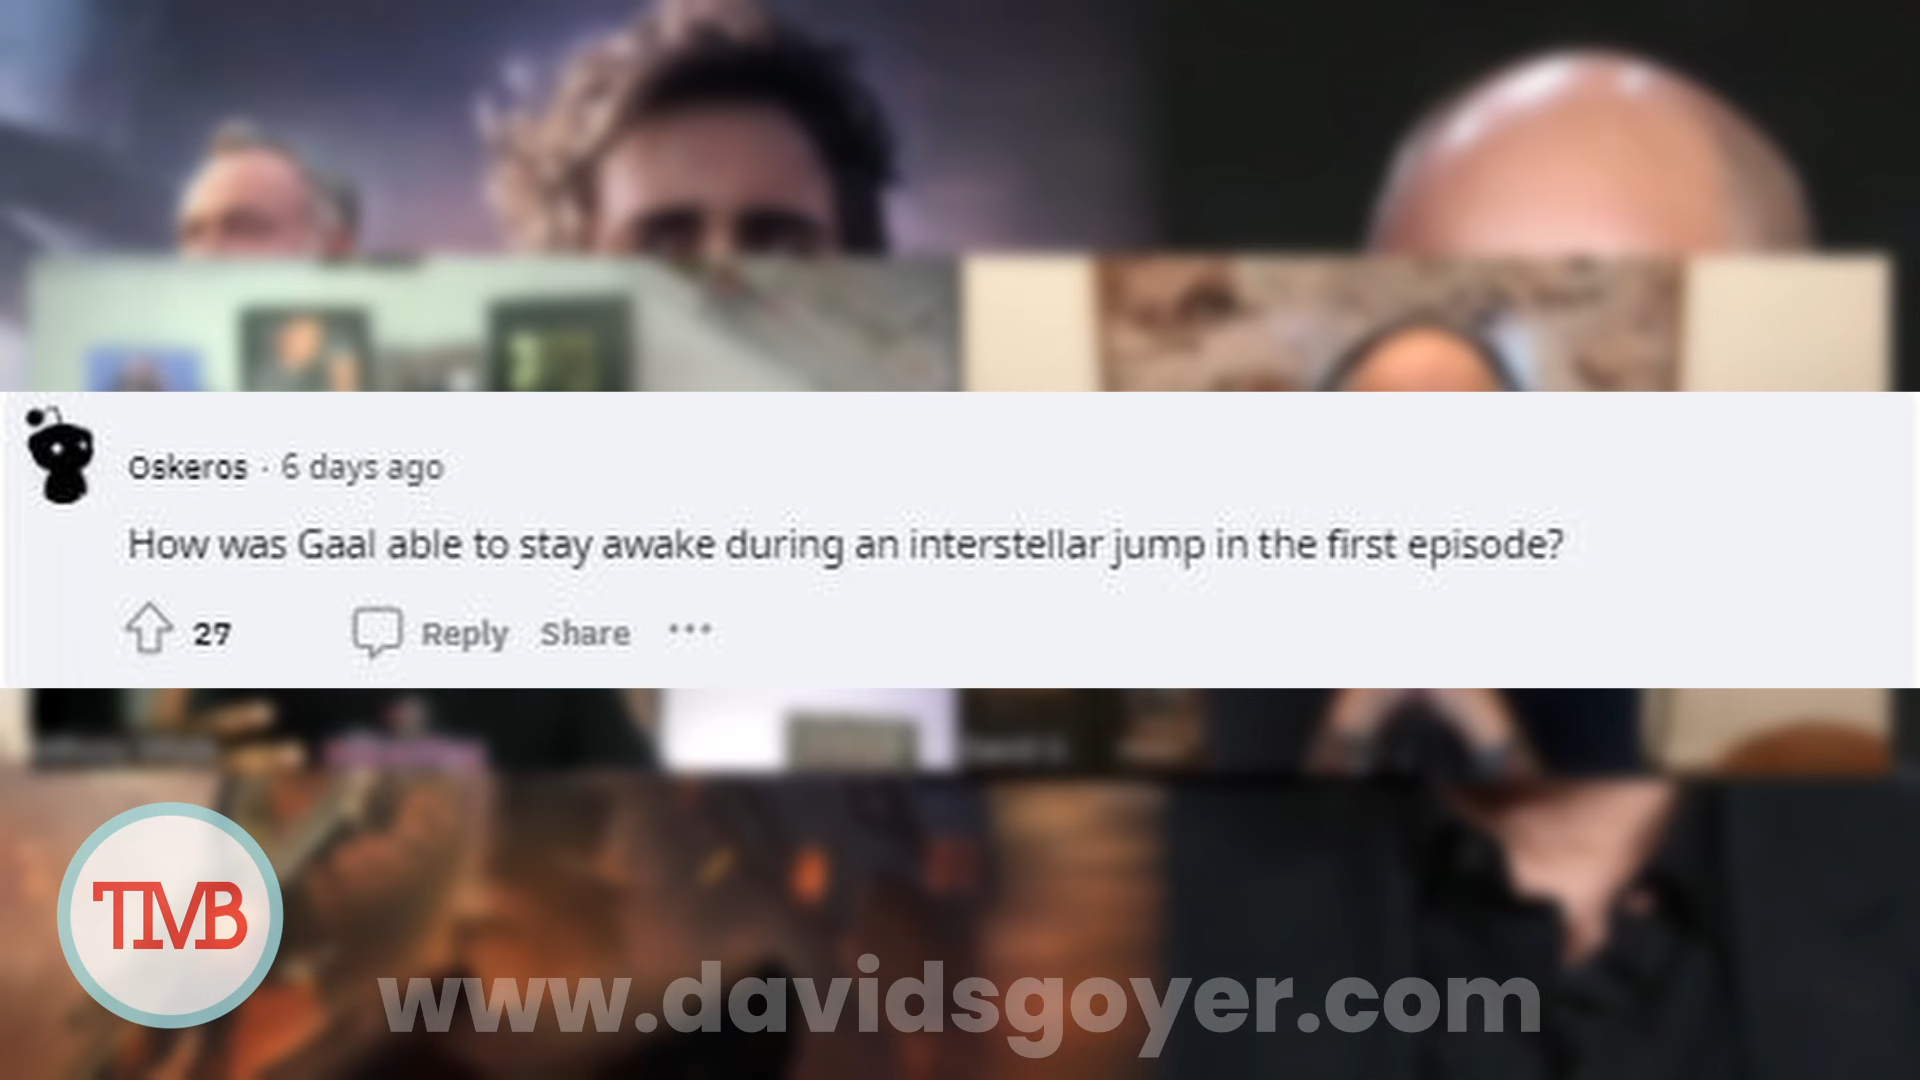 Oskeros · 6 days ago
How was Gaal able to stay awake during an interstellar jump in the first episode?
27 Reply Share ...
TMB
www.davidsgoyer.com